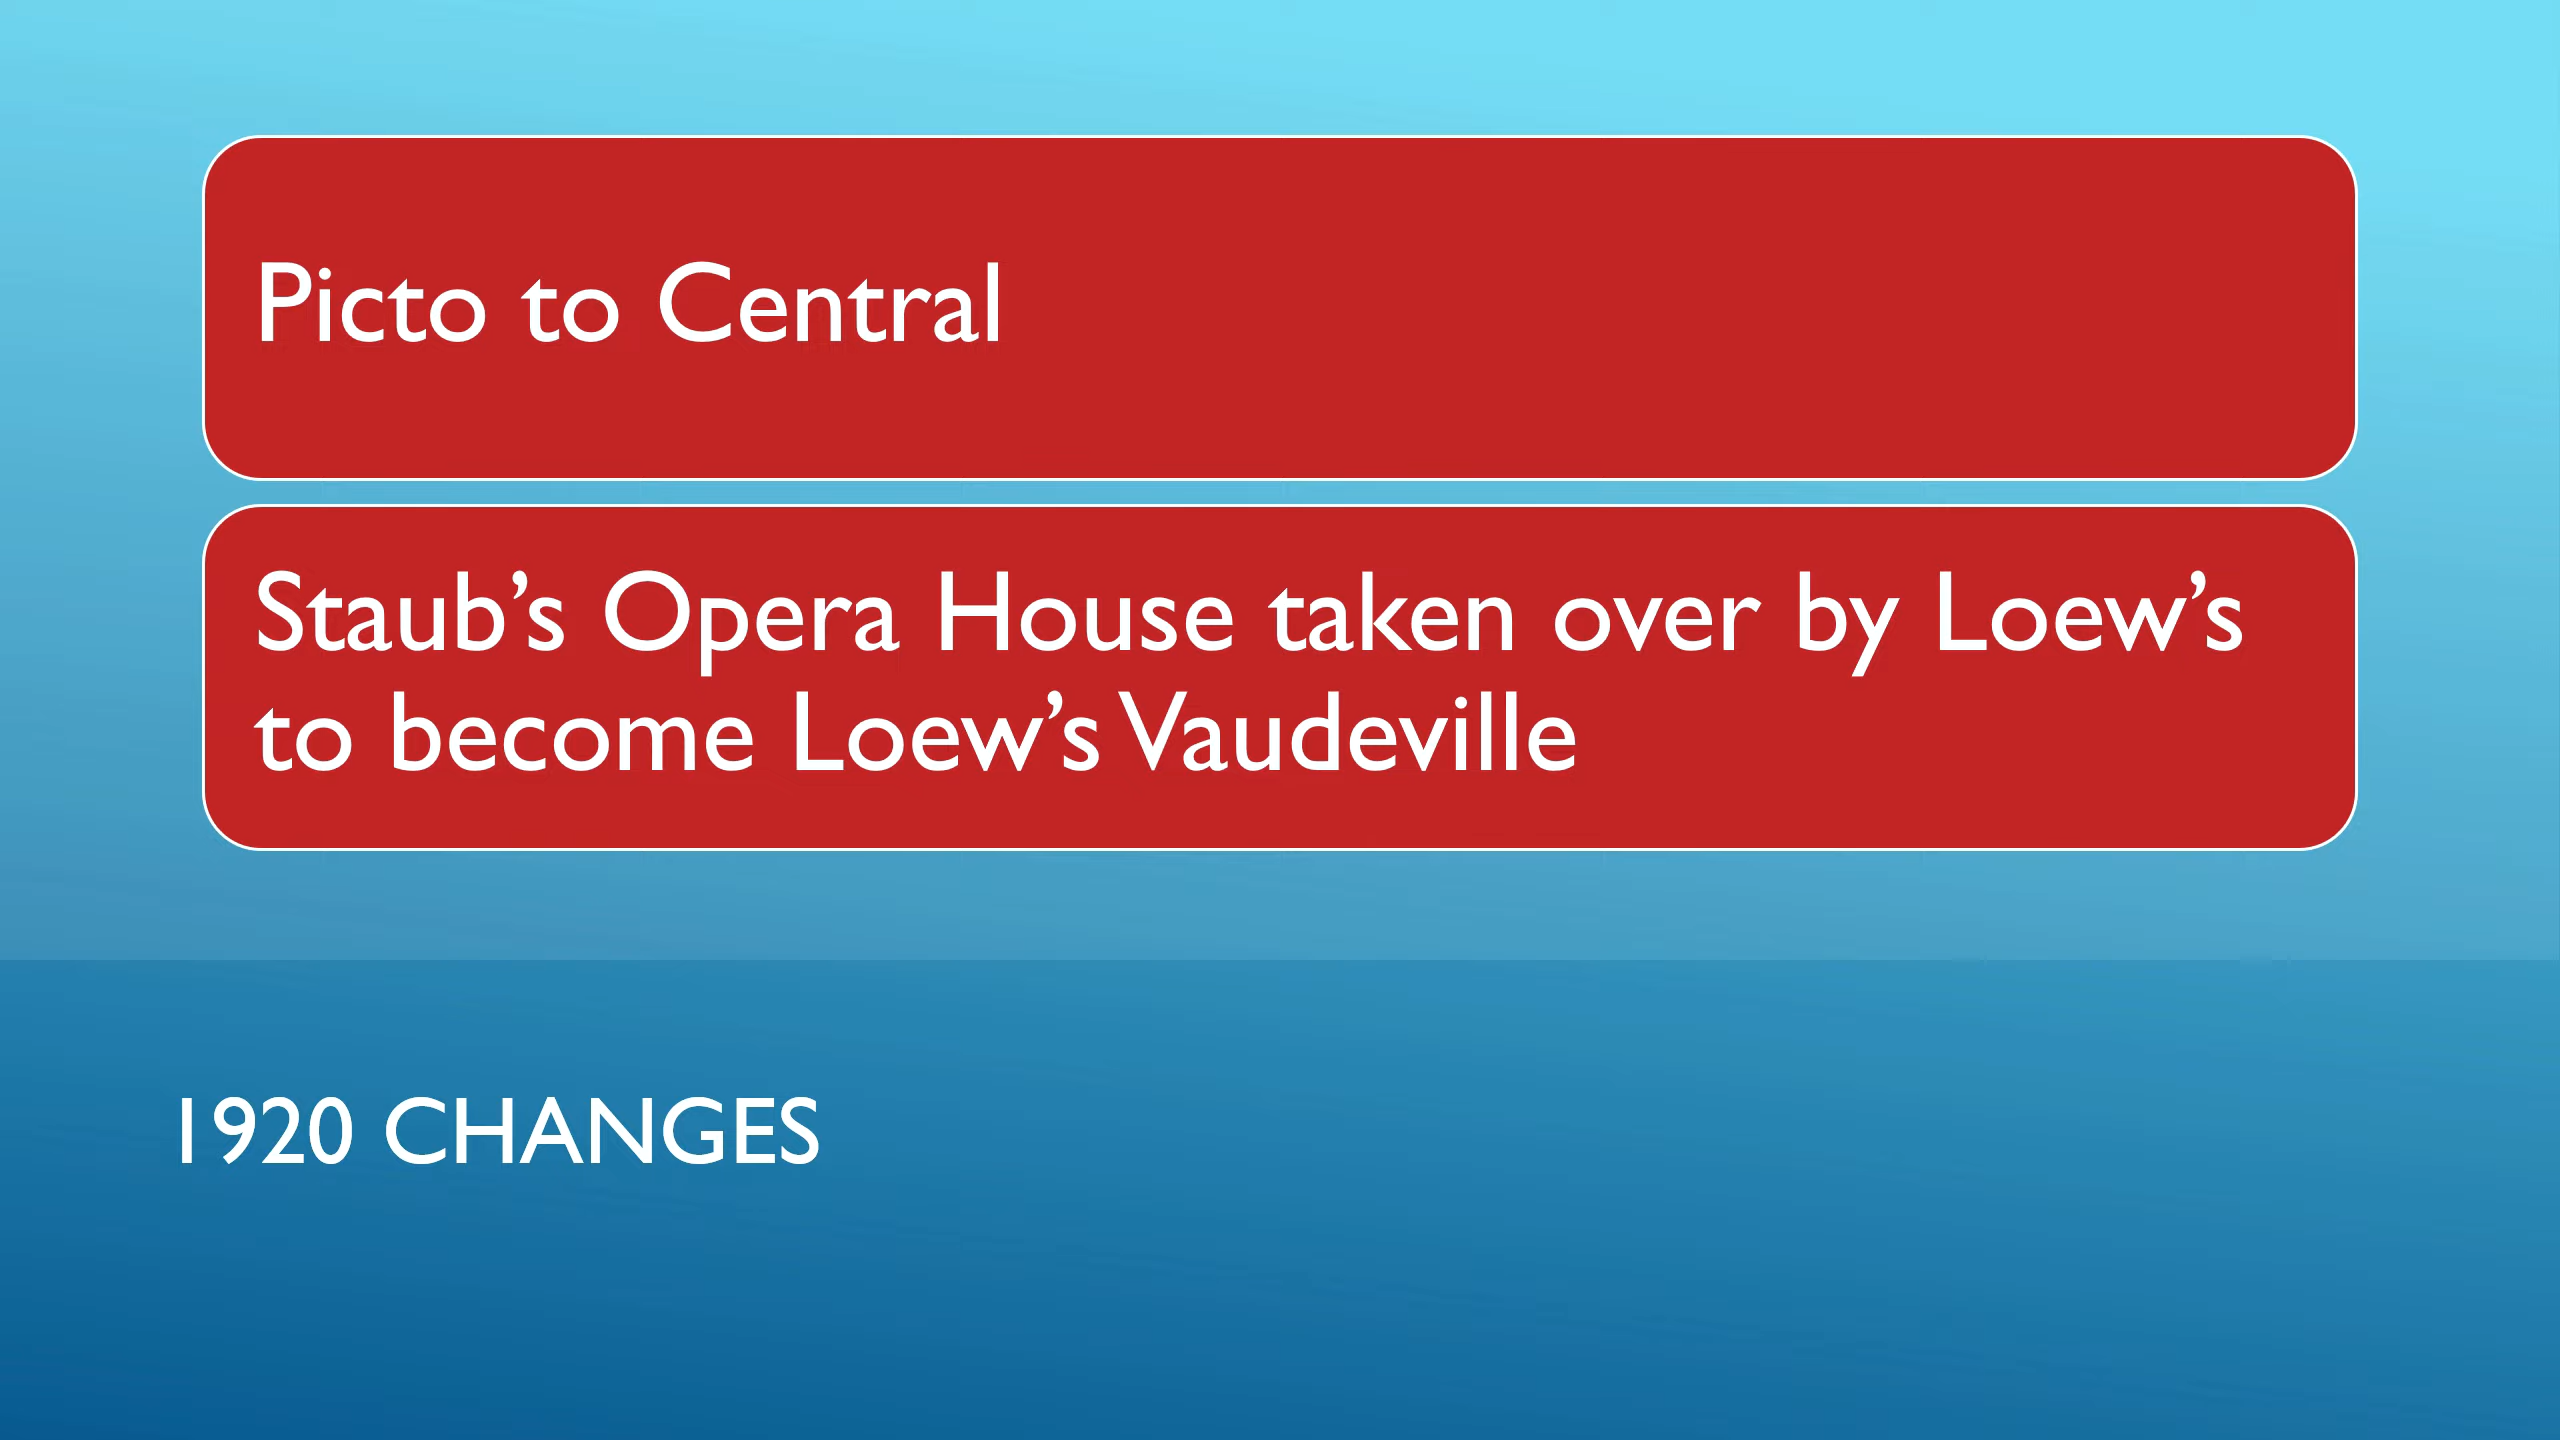 Picto to Central
Staub’s Opera House taken over by Loew’s
to become Loew’s Vaudeville
1920 CHANGES